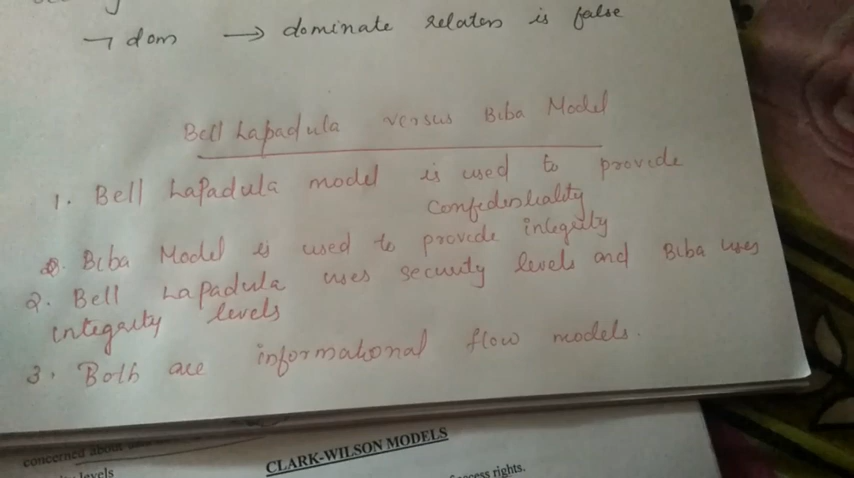 ¬ dom → dominate relaters is false
Bell Lapadula versus Biba Model
1. Bell LaPadula model is used to provide
Confedentiality
Biba Model is used to provide integrity
2. Bell LaPadula uses security levels and Biba uses
integrity levels
3. Both are informational flow models.
concerned about
levels
CLARK-WILSON MODELS
access rights.